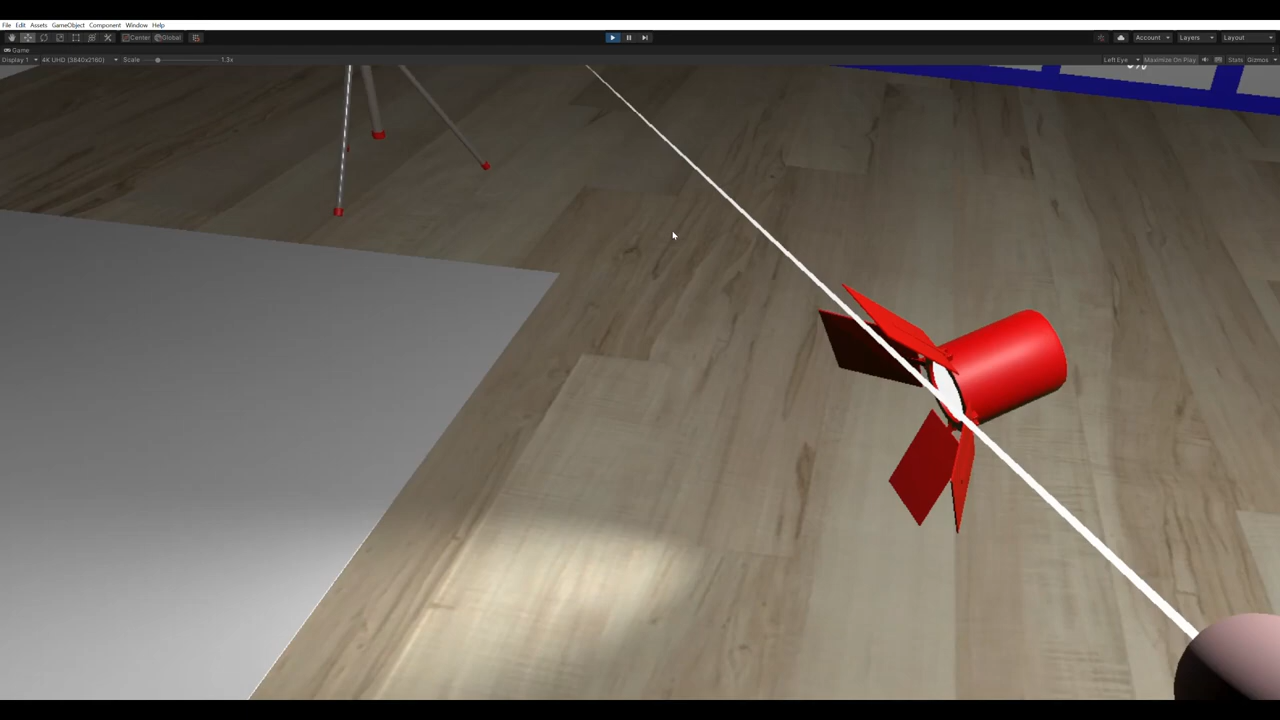 File Edit Assets GameObject Component Window Help
Center Global Account Layers Layout
Game
Display 1 4K UHD (3840x2160) Scale 1.3x Left Eye Maximize On Play Stats Gizmos